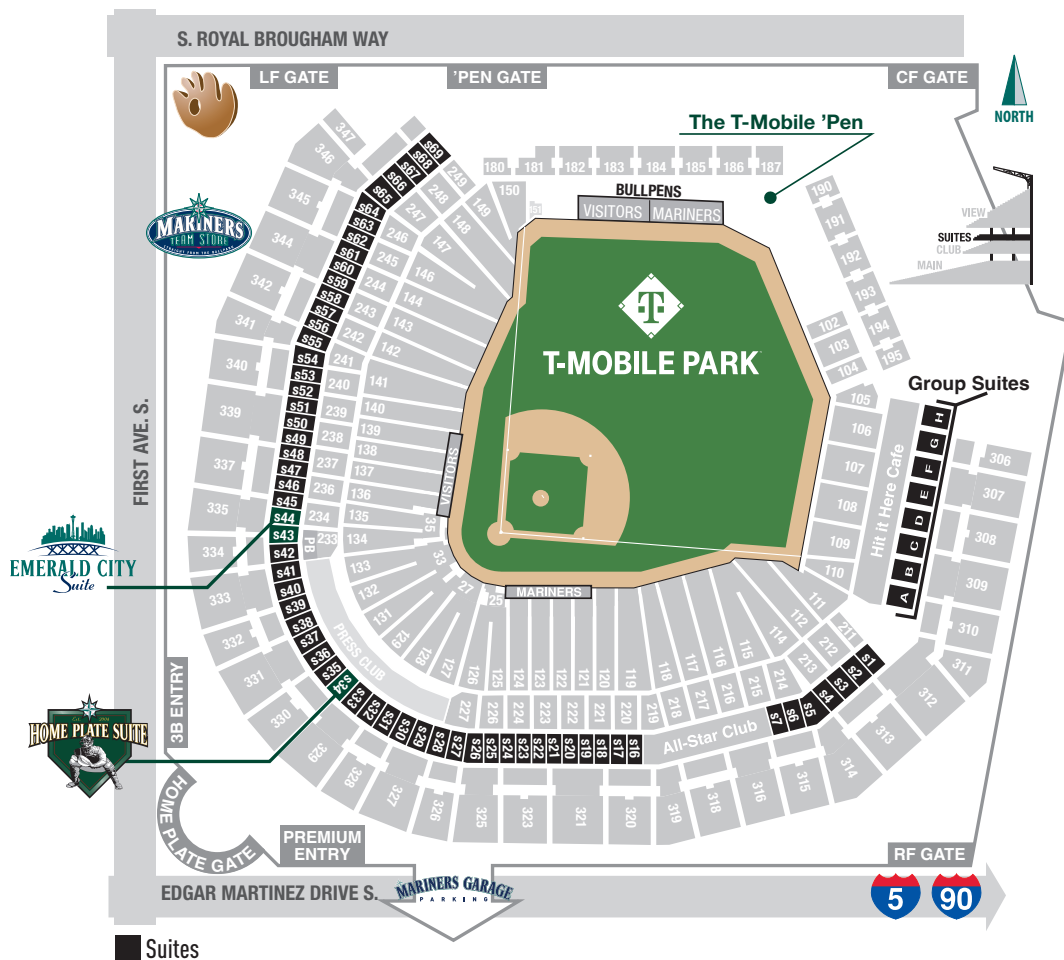 S. ROYAL BROUGHAM WAY
LF GATE
'PEN GATE
CF GATE
NORTH
The T-Mobile 'Pen
BULLPENS
VISITORS
MARINERS
VIEW
SUITES
CLUB
MAIN
MARINERS
TEAM STORE
T
T-MOBILE PARK
Group Suites
A B C D E F G H
Hit it Here Cafe
FIRST AVE. S.
VISITORS
MARINERS
EMERALD CITY
Suite
HOME PLATE SUITE
3B ENTRY
HOME PLATE GATE
PREMIUM
ENTRY
PRESS CLUB
PB
All-Star Club
RF GATE
EDGAR MARTINEZ DRIVE S.
MARINERS GARAGE
PARKING
5
90
Suites
180 181 182 183 184 185 186 187
190 191 192 193 194 195
150 151 149 148 147 146 144 143 142 141 140 139 138 137 136 135 134 133 132 131 129 128 127 126 125 124 123 122 121 120 119 118 117 116 115 114 112 111 110 109 108 107 106 105 104 103 102
35 33 27 25
249 248 247 246 245 244 243 242 241 240 239 238 237 236 234 233 227 226 224 223 222 221 220 219 218 217 216 215 214 213 212 211
s69 s68 s67 s66 s65 s64 s63 s62 s61 s60 s59 s58 s57 s56 s55 s54 s53 s52 s51 s50 s49 s48 s47 s46 s45 s44 s43 s42 s41 s40 s39 s38 s37 s36 s35 s34 s33 s32 s31 s30 s29 s28 s27 s26 s25 s24 s23 s22 s21 s20 s19 s18 s17 s16
s7 s6 s5 s4 s3 s2 s1
347 346 345 344 342 341 340 339 337 335 334 333 332 331 330 329 328 327 326 325 323 321 320 319 318 316 315 314 313 312 311 310 309 308 307 306